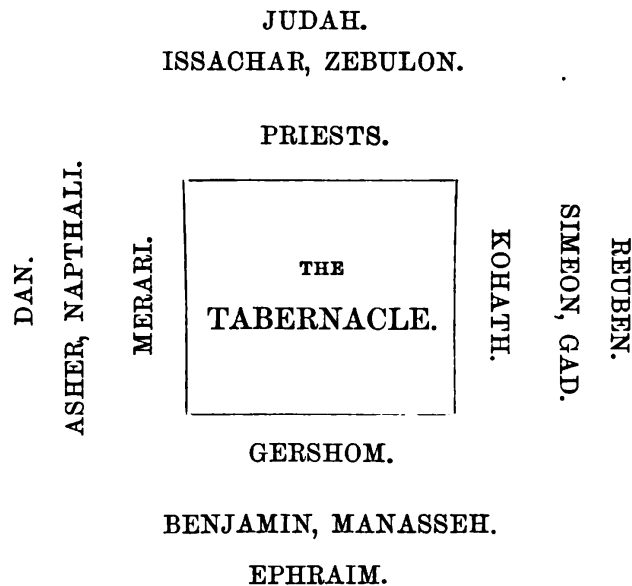 JUDAH.
ISSACHAR, ZEBULON.
PRIESTS.
DAN.
ASHER, NAPTHALI.
MERARI.
THE
TABERNACLE.
KOHATH.
SIMEON, GAD.
REUBEN.
GERSHOM.
BENJAMIN, MANASSEH.
EPHRAIM.